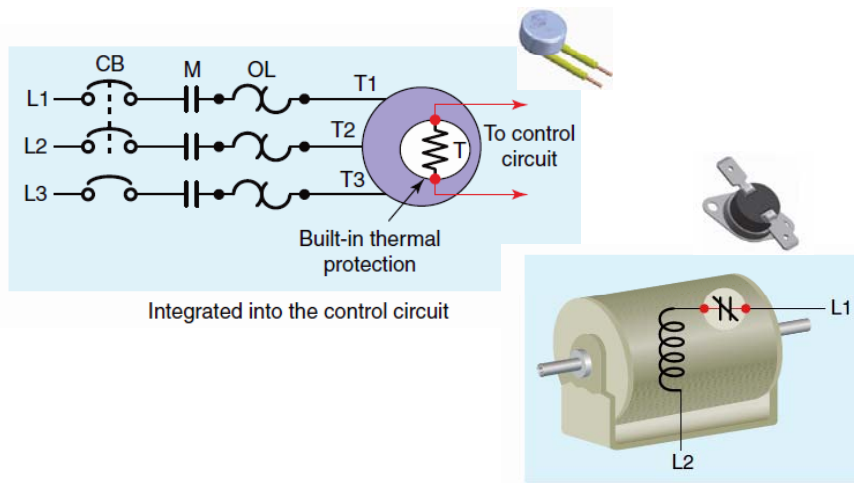 CB
M
OL
T1
L1
T2
L2
T
To control
circuit
T3
L3
Built-in thermal
protection
Integrated into the control circuit
L1
L2